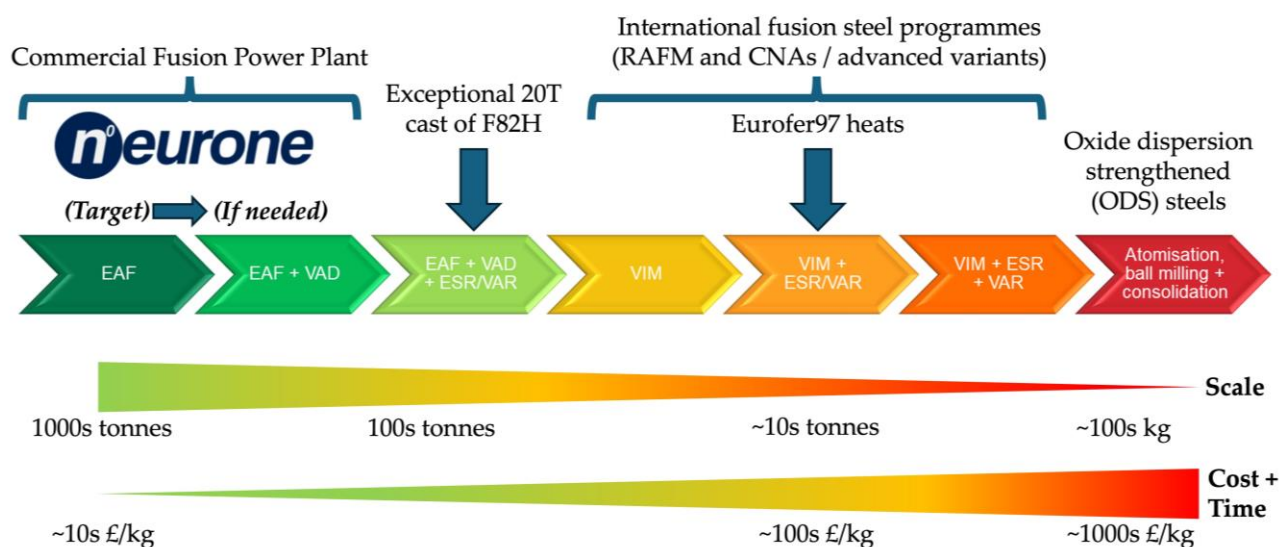 Commercial Fusion Power Plant
n⁰eurone
(Target)
(If needed)
Exceptional 20T
cast of F82H
International fusion steel programmes
(RAFM and CNAs / advanced variants)
Eurofer97 heats
Oxide dispersion
strengthened
(ODS) steels
EAF
EAF + VAD
EAF + VAD
+ ESR/VAR
VIM
VIM +
ESR/VAR
VIM + ESR
+ VAR
Atomisation,
ball milling +
consolidation
Scale
1000s tonnes
100s tonnes
~10s tonnes
~100s kg
Cost +
Time
~10s £/kg
~100s £/kg
~1000s £/kg